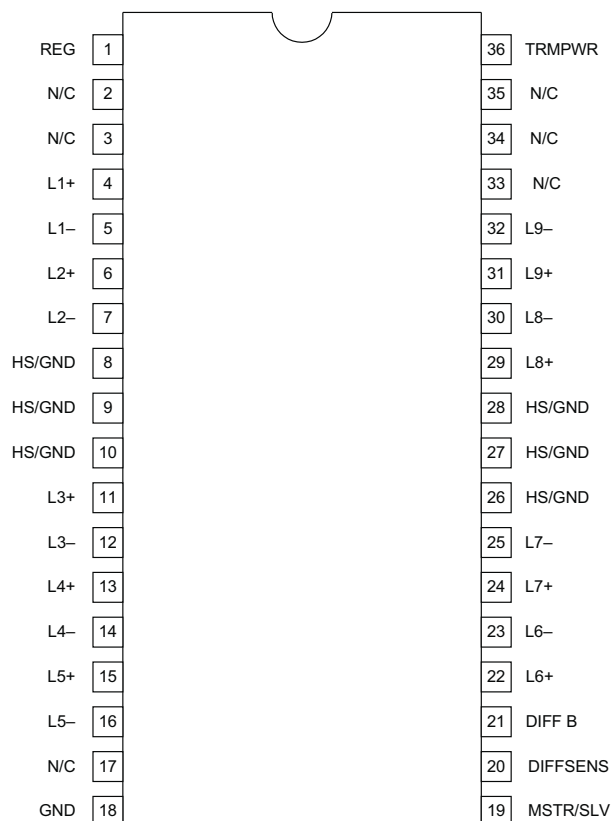 REG 1 36 TRMPWR
N/C 2 35 N/C
N/C 3 34 N/C
L1+ 4 33 N/C
L1– 5 32 L9–
L2+ 6 31 L9+
L2– 7 30 L8–
HS/GND 8 29 L8+
HS/GND 9 28 HS/GND
HS/GND 10 27 HS/GND
L3+ 11 26 HS/GND
L3– 12 25 L7–
L4+ 13 24 L7+
L4– 14 23 L6–
L5+ 15 22 L6+
L5– 16 21 DIFF B
N/C 17 20 DIFFSENS
GND 18 19 MSTR/SLV